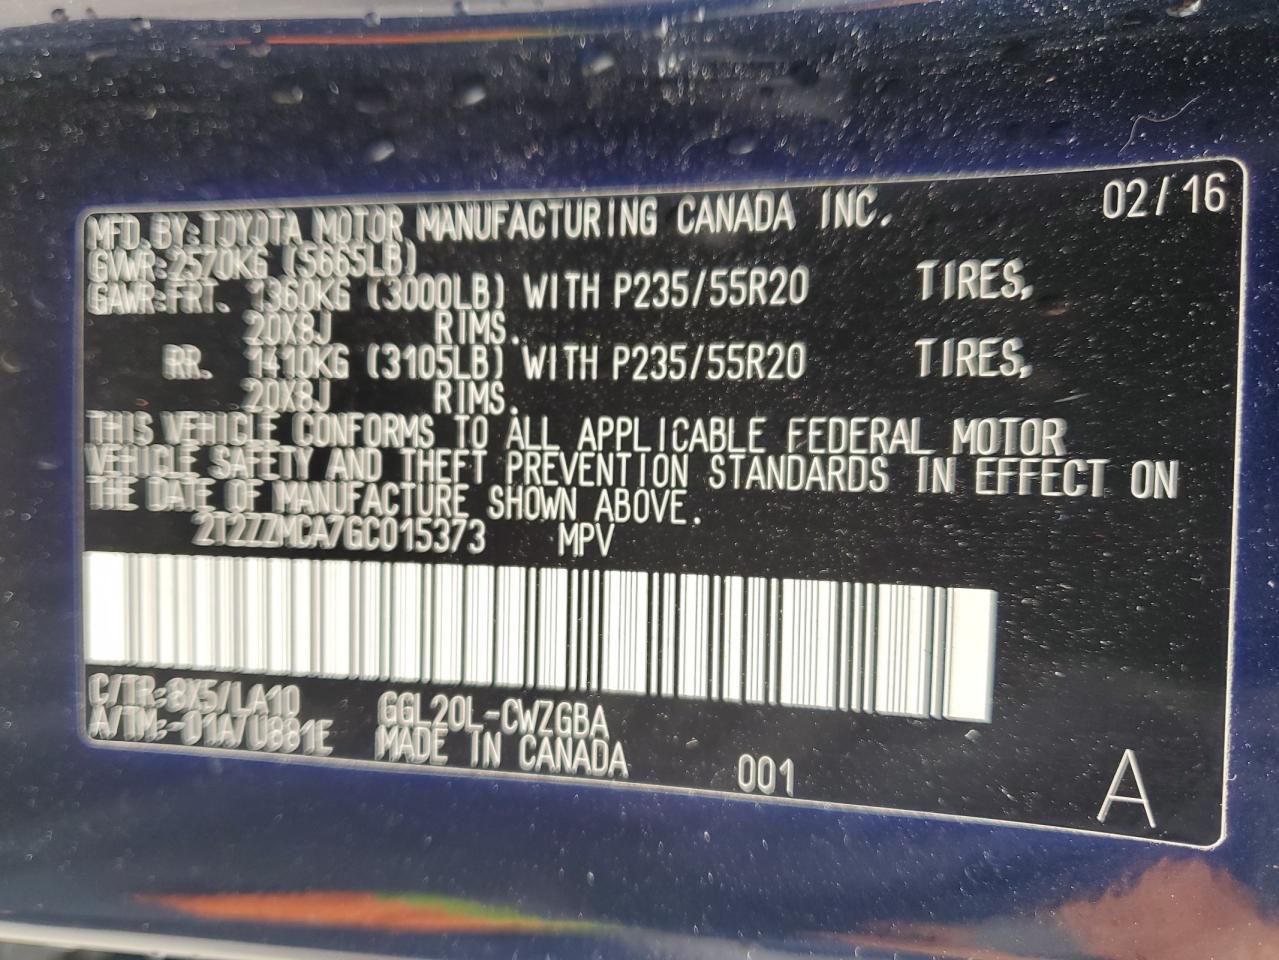 MFD. BY: TOYOTA MOTOR MANUFACTURING CANADA INC. 02/16
GVWR: 2570KG (5665LB)
GAWR: FRT. 1360KG (3000LB) WITH P235/55R20 TIRES,
20X8J RIMS.
RR. 1410KG (3105LB) WITH P235/55R20 TIRES,
20X8J RIMS.
THIS VEHICLE CONFORMS TO ALL APPLICABLE FEDERAL MOTOR
VEHICLE SAFETY AND THEFT PREVENTION STANDARDS IN EFFECT ON
THE DATE OF MANUFACTURE SHOWN ABOVE.
2T2ZZMCA7GC015373 MPV
C/TR: 8X5/LA10 GGL20L-CWZGBA
A/TM: -01A/U881E MADE IN CANADA 001 A